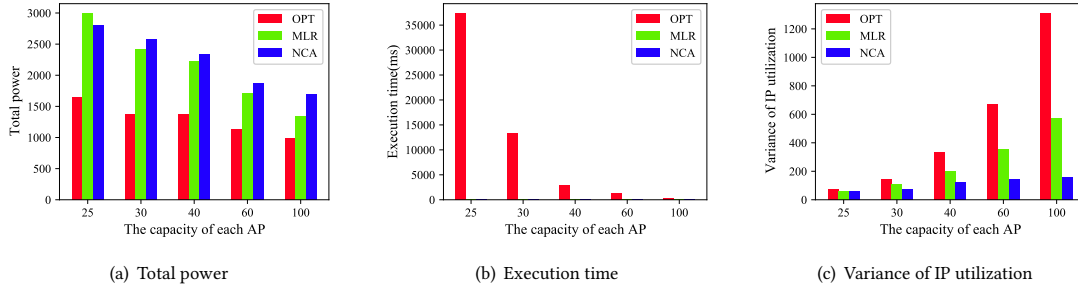 3000
2500
2000
1500
1000
500
0
Total power
OPT
MLR
NCA
25 30 40 60 100
The capacity of each AP
(a) Total power
35000
30000
25000
20000
15000
10000
5000
0
Execution time(ms)
OPT
MLR
NCA
25 30 40 60 100
The capacity of each AP
(b) Execution time
1200
1000
800
600
400
200
0
Variance of IP utilization
OPT
MLR
NCA
25 30 40 60 100
The capacity of each AP
(c) Variance of IP utilization